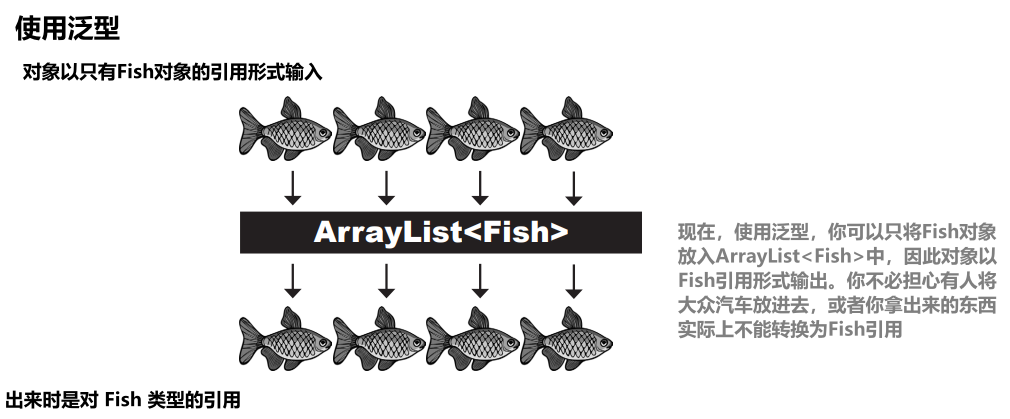 使用泛型
对象以只有Fish对象的引用形式输入
ArrayList<Fish>
现在，使用泛型，你可以只将Fish对象
放入ArrayList<Fish>中，因此对象以
Fish引用形式输出。你不必担心有人将
大众汽车放进去，或者你拿出来的东西
实际上不能转换为Fish引用
出来时是对 Fish 类型的引用